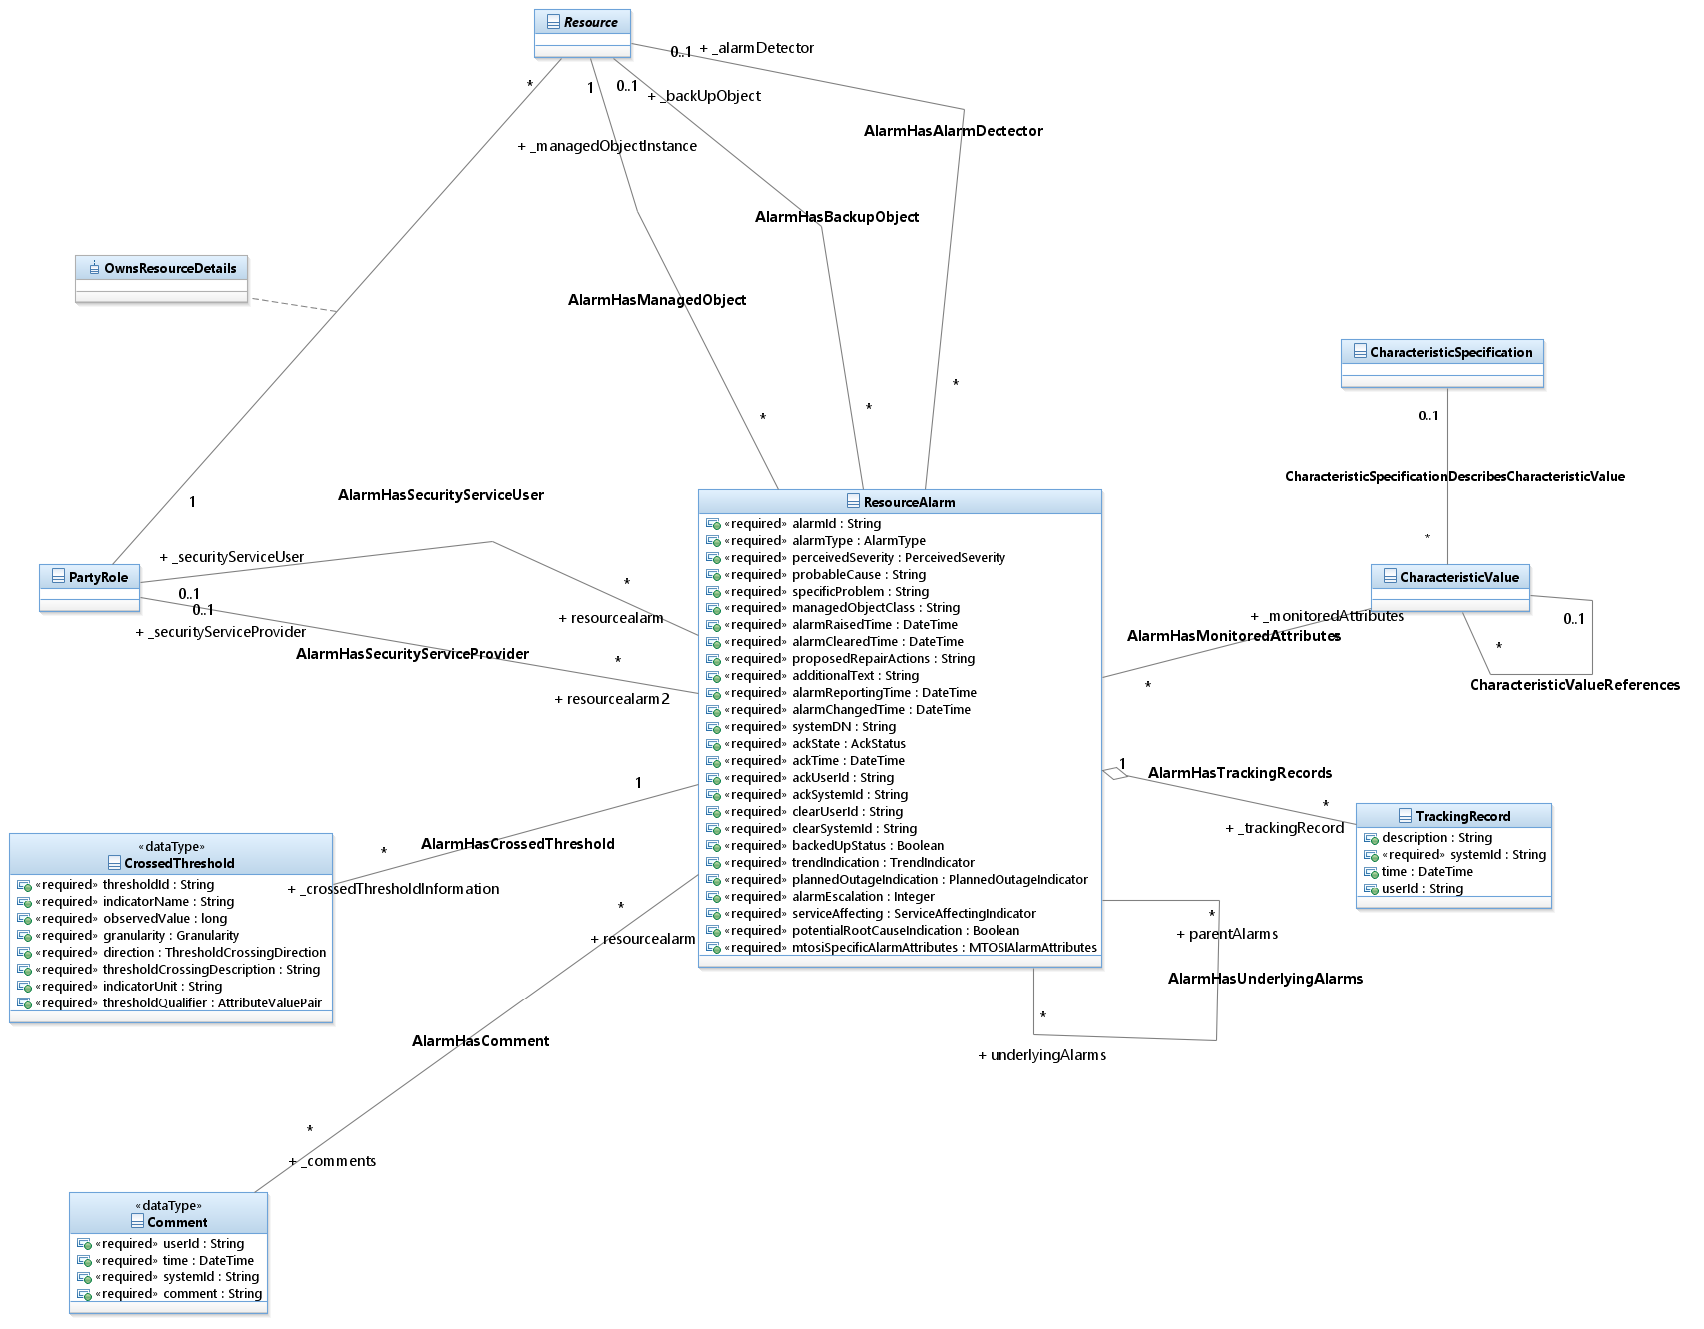 Resource
0..1
+ _alarmDetector
*
1
0..1
+ _backUpObject
AlarmHasAlarmDectector
+ _managedObjectInstance
AlarmHasBackupObject
OwnsResourceDetails
AlarmHasManagedObject
CharacteristicSpecification
*
*
*
0..1
CharacteristicSpecificationDescribesCharacteristicValue
1
AlarmHasSecurityServiceUser
*
+ _securityServiceUser
PartyRole
0..1
0..1
*
+ resourcealarm
+ _securityServiceProvider
AlarmHasSecurityServiceProvider
*
+ resourcealarm2
ResourceAlarm
«required» alarmId : String
«required» alarmType : AlarmType
«required» perceivedSeverity : PerceivedSeverity
«required» probableCause : String
«required» specificProblem : String
«required» managedObjectClass : String
«required» alarmRaisedTime : DateTime
«required» alarmClearedTime : DateTime
«required» proposedRepairActions : String
«required» additionalText : String
«required» alarmReportingTime : DateTime
«required» alarmChangedTime : DateTime
«required» systemDN : String
«required» ackState : AckStatus
«required» ackTime : DateTime
«required» ackUserId : String
«required» ackSystemId : String
«required» clearUserId : String
«required» clearSystemId : String
«required» backedUpStatus : Boolean
«required» trendIndication : TrendIndicator
«required» plannedOutageIndication : PlannedOutageIndicator
«required» alarmEscalation : Integer
«required» serviceAffecting : ServiceAffectingIndicator
«required» potentialRootCauseIndication : Boolean
«required» mtosiSpecificAlarmAttributes : MTOSIAlarmAttributes
CharacteristicValue
+ _monitoredAttributes
AlarmHasMonitoredAttributes
*
*
0..1
*
CharacteristicValueReferences
1
AlarmHasTrackingRecords
*
+ _trackingRecord
TrackingRecord
description : String
«required» systemId : String
time : DateTime
userId : String
1
AlarmHasCrossedThreshold
*
+ _crossedThresholdInformation
«dataType»
CrossedThreshold
«required» thresholdId : String
«required» indicatorName : String
«required» observedValue : long
«required» granularity : Granularity
«required» direction : ThresholdCrossingDirection
«required» thresholdCrossingDescription : String
«required» indicatorUnit : String
«required» thresholdQualifier : AttributeValuePair
*
+ resourcealarm
*
+ parentAlarms
AlarmHasUnderlyingAlarms
*
+ underlyingAlarms
AlarmHasComment
*
+ _comments
«dataType»
Comment
«required» userId : String
«required» time : DateTime
«required» systemId : String
«required» comment : String